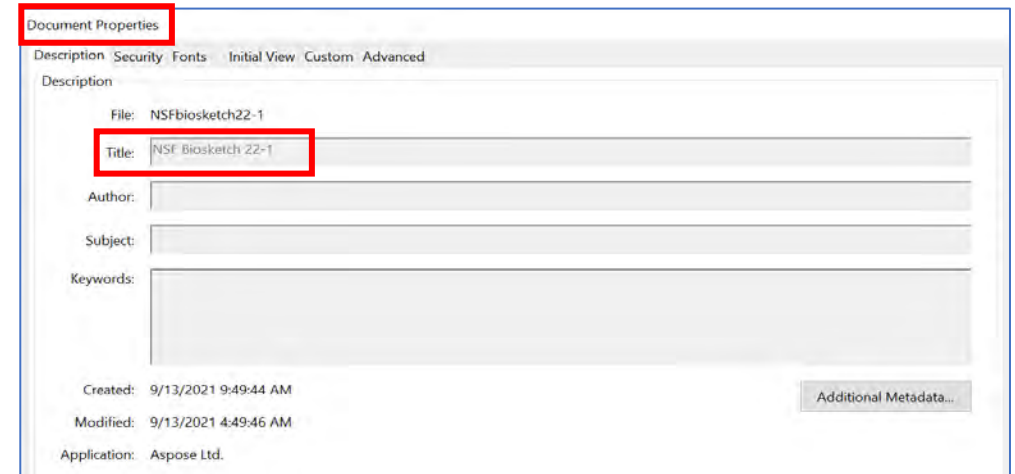 Document Properties
Description Security Fonts Initial View Custom Advanced
Description
File: NSFbiosketch22-1
Title: NSF Biosketch 22-1
Author:
Subject:
Keywords:
Created: 9/13/2021 9:49:44 AM
Additional Metadata...
Modified: 9/13/2021 4:49:46 AM
Application: Aspose Ltd.